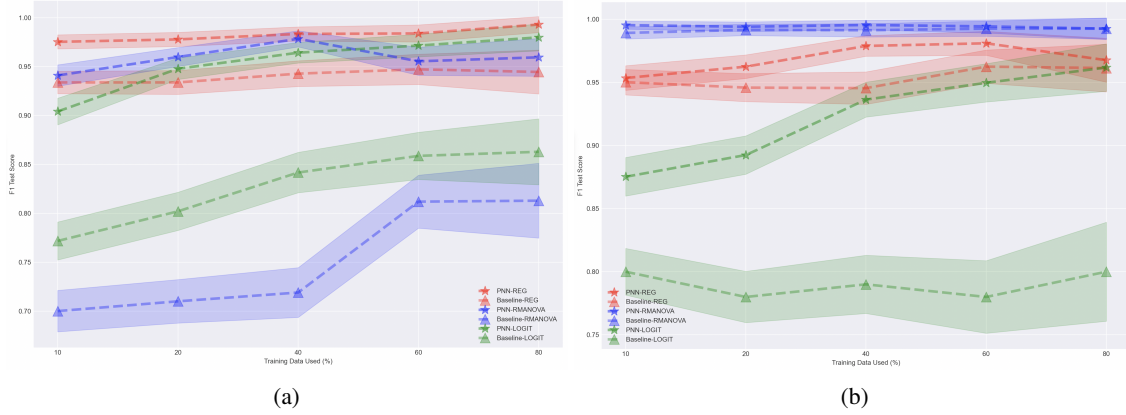 1.00
0.95
0.90
0.85
0.80
0.75
0.70
F1 Test Score
PNN-REG
Baseline-REG
PNN-RMANOVA
Baseline-RMANOVA
PNN-LOGIT
Baseline-LOGIT
10
20
40
60
80
Training Data Used (%)
(a)
1.00
0.95
0.90
0.85
0.80
0.75
F1 Test Score
PNN-REG
Baseline-REG
PNN-RMANOVA
Baseline-RMANOVA
PNN-LOGIT
Baseline-LOGIT
10
20
40
60
80
Training Data Used (%)
(b)